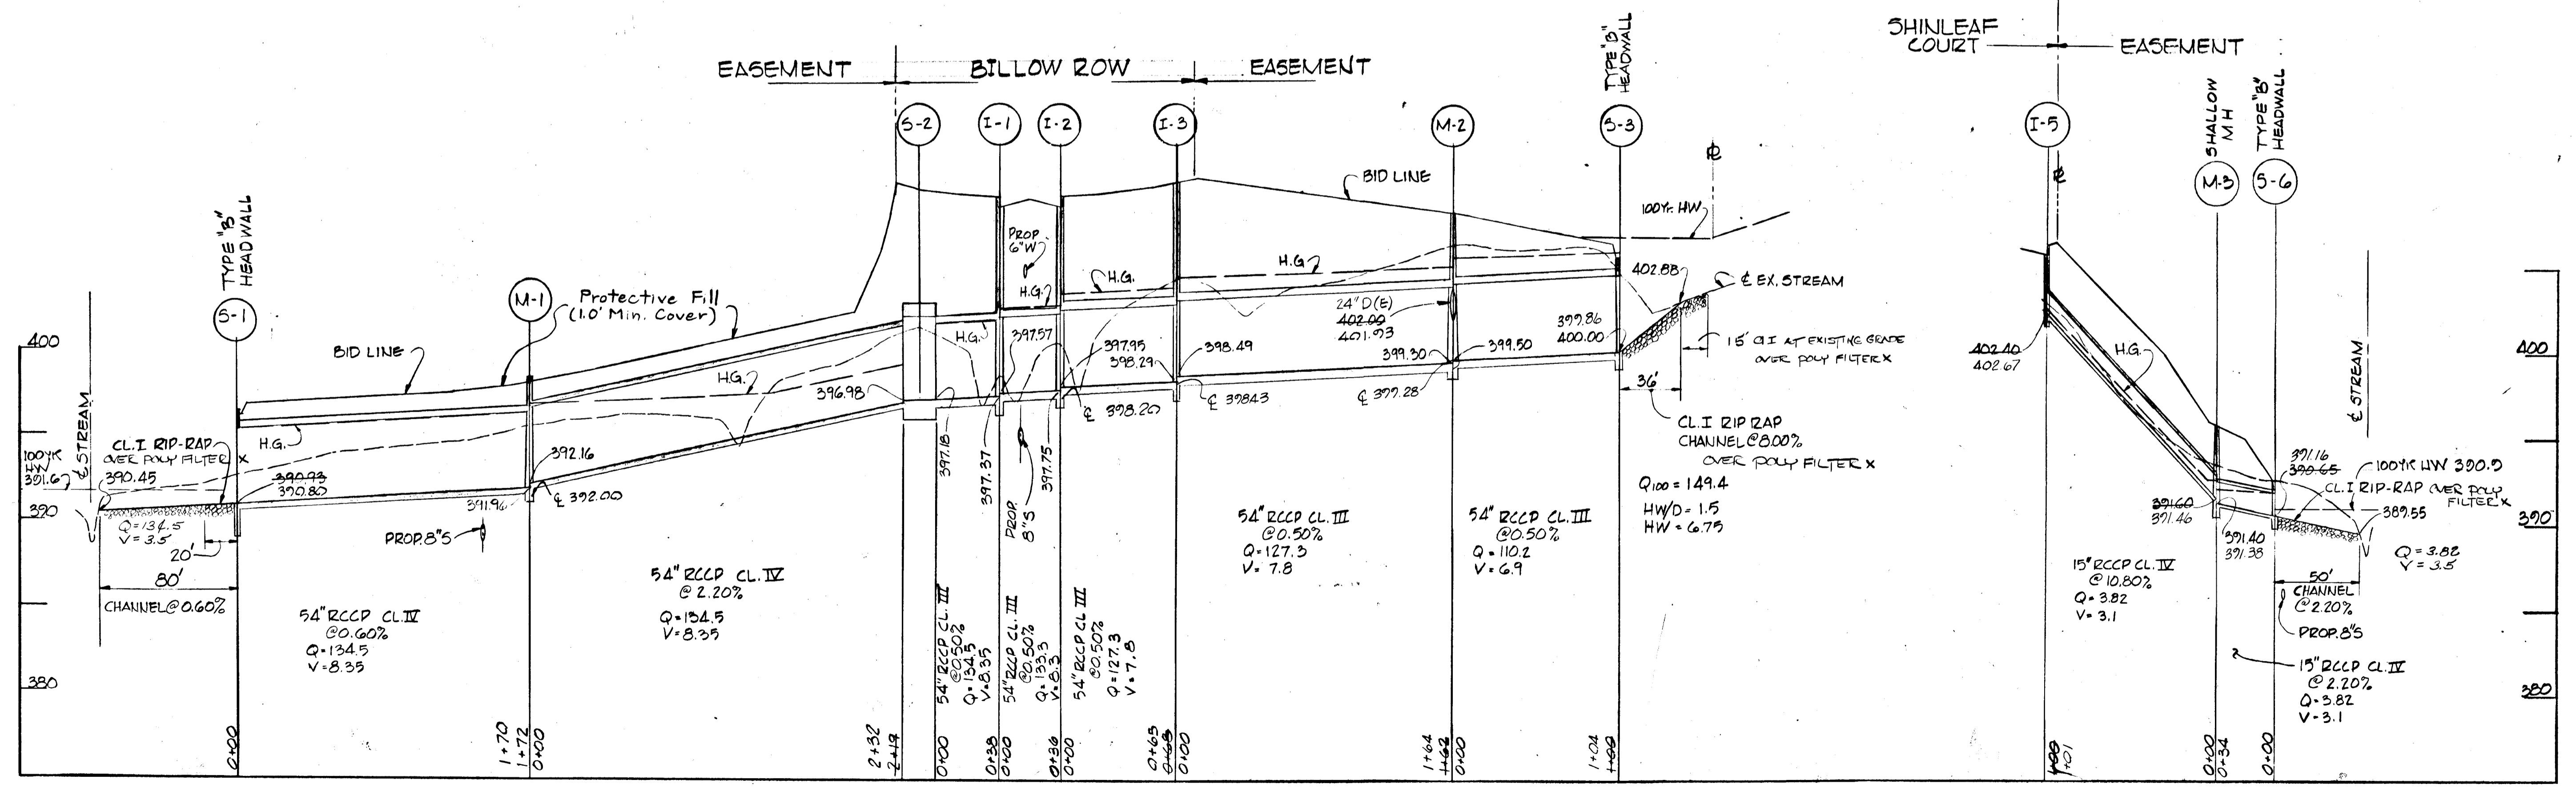 SHINLEAF
COURT
EASEMENT
EASEMENT
BILLOW ROW
EASEMENT
TYPE "B"
HEADWALL
S-2
I-1
I-2
I-3
M-2
S-3
I-5
SHALLOW
MH
TYPE "B"
HEADWALL
M-3
S-6
TYPE "B"
HEADWALL
S-1
M-1
Protective Fill
(1.0' Min. Cover)
BID LINE
BID LINE
100Yr. HW
PROP.
6"W
H.G.
H.G.
H.G.
H.G.
H.G.
H.G.
H.G.
H.G.
402.88
℄ EX. STREAM
24" D(E)
402.00
401.93
399.86
400.00
15' CL I AT EXISTING GRADE
OVER POLY FILTER X
36'
CL.I RIP RAP
CHANNEL @ 8.00%
OVER POLY FILTER X
Q100 = 149.4
HW/D = 1.5
HW = 6.75
400
390
380
400
390
380
℄ STREAM
100YR
HW
391.67
CL.I RIP-RAP
OVER POLY FILTER X
390.45
390.93
390.80
Q=134.5
V=3.5
20'
80'
CHANNEL @ 0.60%
54" RCCP CL. IV
@0.60%
Q=134.5
V=8.35
391.96
392.16
℄ 392.00
PROP. 8"S
54" RCCP CL. IV
@ 2.20%
Q=134.5
V=8.35
396.98
397.18
397.37
397.57
PROP.
8"S
397.75
397.95
398.29
℄ 398.20
398.49
℄ 398.43
399.30
399.50
℄ 399.28
54" RCCP CL. III
@0.50%
Q=134.5
V=8.35
54" RCCP CL. III
@0.50%
Q=133.3
V=8.3
54" RCCP CL III
@0.50%
Q=127.3
V=7.8
54" RCCP CL. III
@0.50%
Q=127.3
V= 7.8
54" RCCP CL. III
@0.50%
Q=110.2
V=6.9
402.40
402.67
℄ STREAM
391.16
390.65
100YR HW 390.9
CL.I RIP-RAP OVER POLY
FILTER X
389.55
391.60
391.46
391.40
391.38
Q=3.82
V=3.5
50'
CHANNEL
@ 2.20%
PROP. 8"S
15" RCCP CL. IV
@ 10.80%
Q=3.82
V=3.1
15" RCCP CL. IV
@ 2.20%
Q=3.82
V=3.1
0+00
1+70
1+72
0+00
2+32
2+19
0+00
0+38
0+00
0+36
0+00
0+65
0+68
0+00
1+64
1+62
0+00
1+04
1+00
1+00
1+01
0+00
0+34
0+00